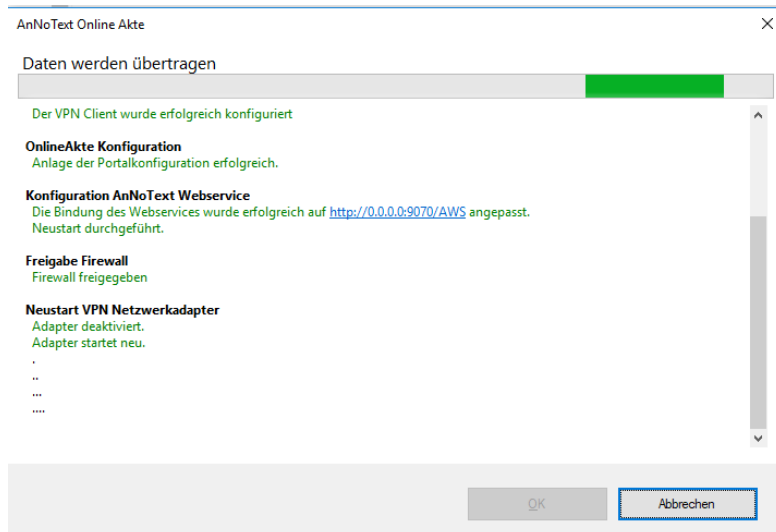 AnNoText Online Akte
Daten werden übertragen
Der VPN Client wurde erfolgreich konfiguriert
OnlineAkte Konfiguration
Anlage der Portalkonfiguration erfolgreich.
Konfiguration AnNoText Webservice
Die Bindung des Webservices wurde erfolgreich auf http://0.0.0.0:9070/AWS angepasst.
Neustart durchgeführt.
Freigabe Firewall
Firewall freigegeben
Neustart VPN Netzwerkadapter
Adapter deaktiviert.
Adapter startet neu.
.
..
...
....
OK
Abbrechen